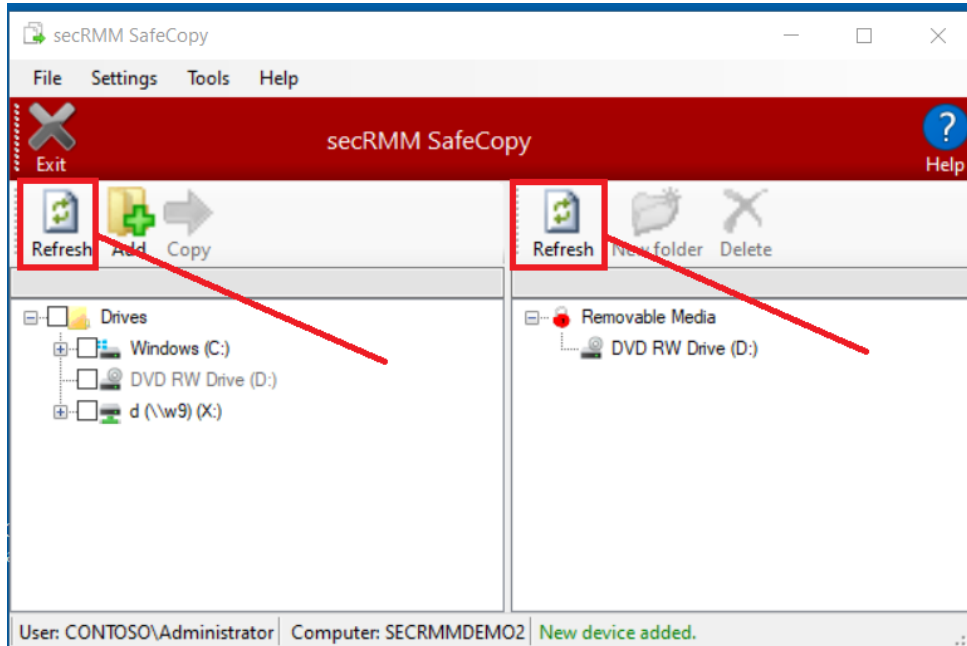 secRMM SafeCopy
File Settings Tools Help
secRMM SafeCopy
Exit
?
Help
Refresh Add Copy
Refresh New folder Delete
Drives
Windows (C:)
DVD RW Drive (D:)
d (\\w9) (X:)
Removable Media
DVD RW Drive (D:)
User: CONTOSO\Administrator Computer: SECRMMDEMO2 New device added.